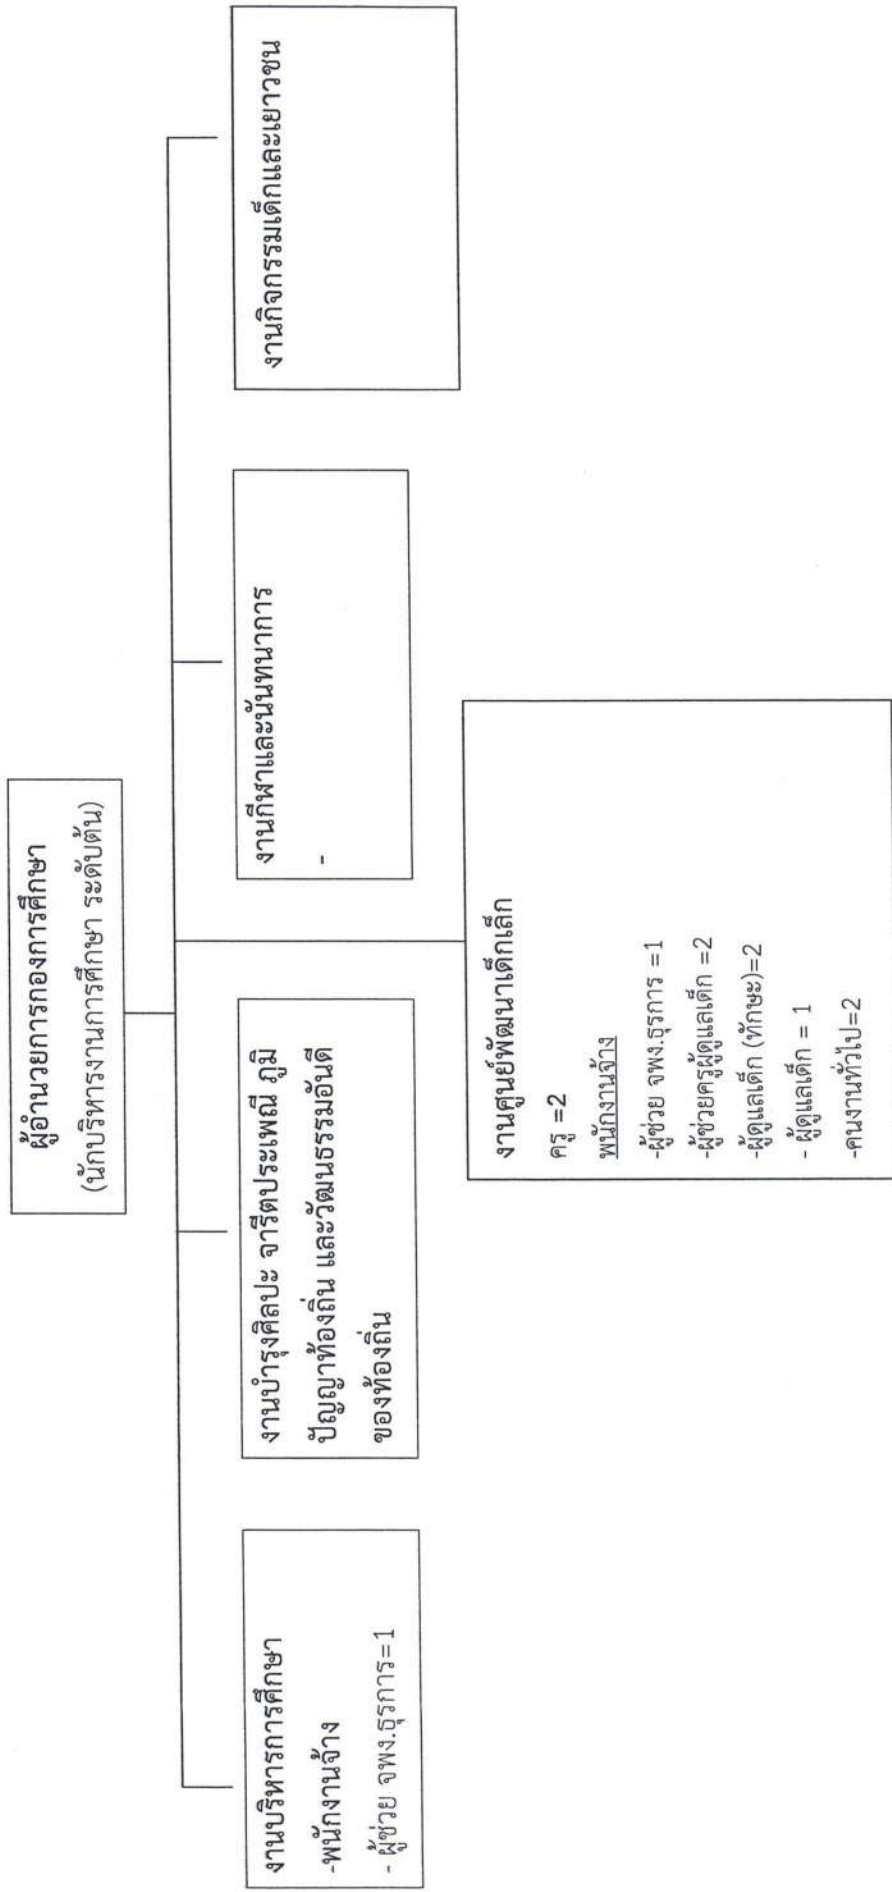 ผู้อำนวยการกองการศึกษา
(นักบริหารงานการศึกษา ระดับต้น)
งานบริหารการศึกษา
-พนักงานจ้าง
- ผู้ช่วย จพง.ธุรการ=1
งานบำรุงศิลปะ จารีตประเพณี ภูมิ
ปัญญาท้องถิ่น และวัฒนธรรมอันดี
ของท้องถิ่น
งานกีฬาและนันทนาการ
-
งานกิจกรรมเด็กและเยาวชน
งานศูนย์พัฒนาเด็กเล็ก
ครู =2
พนักงานจ้าง
-ผู้ช่วย จพง.ธุรการ =1
-ผู้ช่วยครูผู้ดูแลเด็ก =2
-ผู้ดูแลเด็ก (ทักษะ)=2
- ผู้ดูแลเด็ก = 1
-คนงานทั่วไป=2